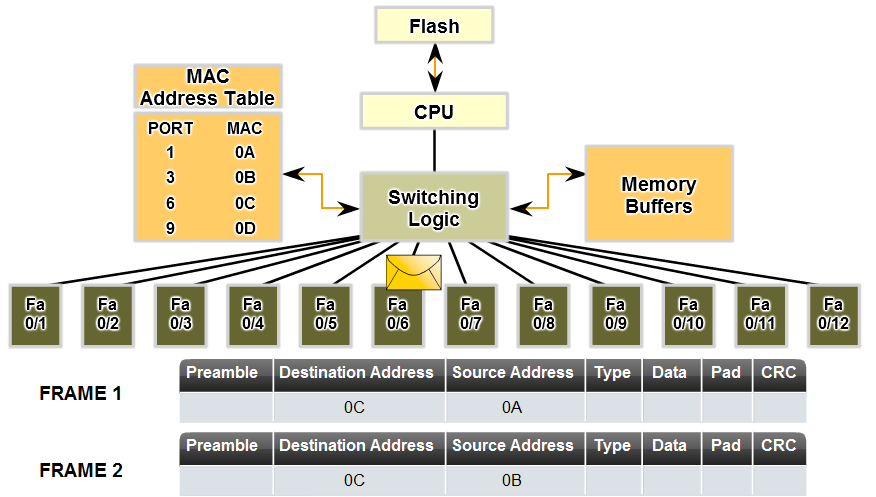 Flash
CPU
MAC
Address Table
PORT MAC
1 0A
3 0B
6 0C
9 0D
Switching
Logic
Memory
Buffers
Fa
0/1
Fa
0/2
Fa
0/3
Fa
0/4
Fa
0/5
Fa
0/6
Fa
0/7
Fa
0/8
Fa
0/9
Fa
0/10
Fa
0/11
Fa
0/12
FRAME 1
Preamble Destination Address Source Address Type Data Pad CRC
0C 0A
FRAME 2
Preamble Destination Address Source Address Type Data Pad CRC
0C 0B